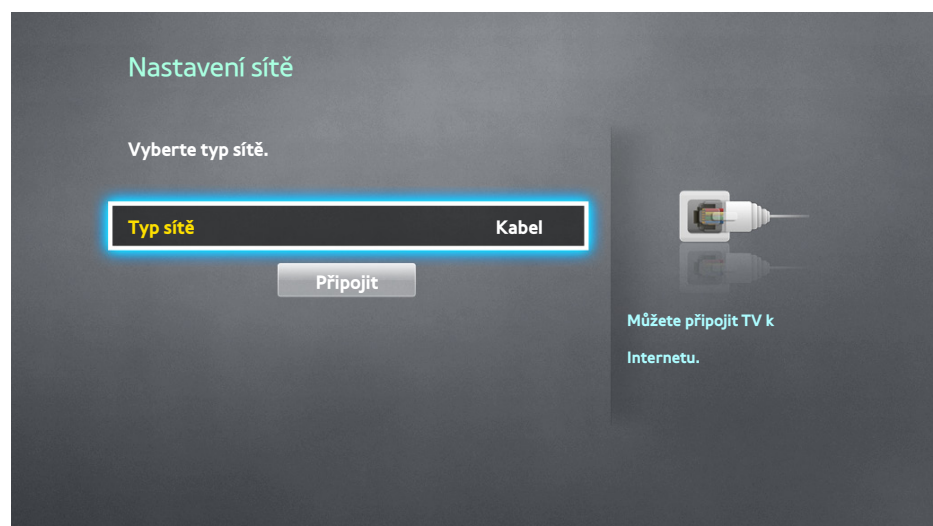 Nastavení sítě
Vyberte typ sítě.
Typ sítě Kabel
Připojit
Můžete připojit TV k
Internetu.